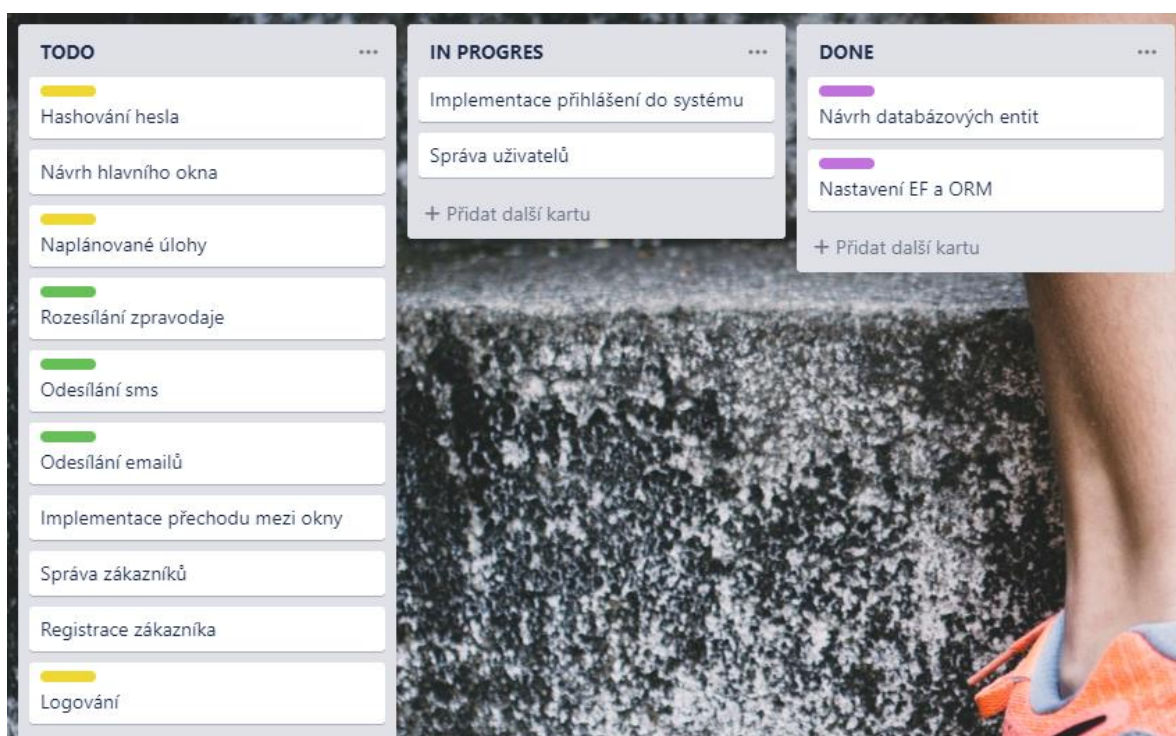 TODO
Hashování hesla
Návrh hlavního okna
Naplánované úlohy
Rozesílání zpravodaje
Odesílání sms
Odesílání emailů
Implementace přechodu mezi okny
Správa zákazníků
Registrace zákazníka
Logování
IN PROGRES
Implementace přihlášení do systému
Správa uživatelů
+ Přidat další kartu
DONE
Návrh databázových entit
Nastavení EF a ORM
+ Přidat další kartu